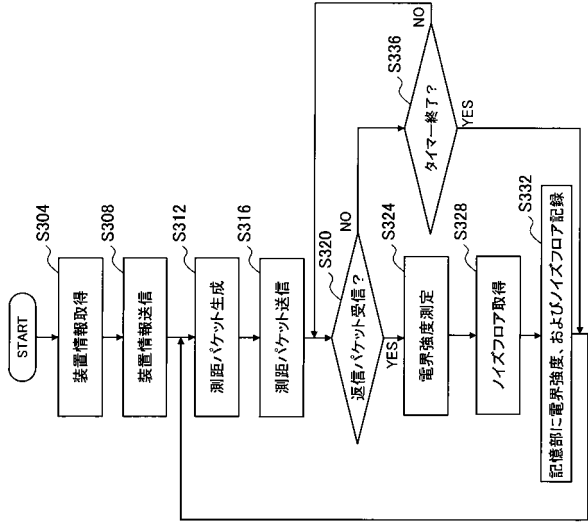 START
S304
装置情報取得
S308
装置情報送信
S312
測距パケット生成
S316
測距パケット送信
S320
返信パケット受信?
NO
YES
S336
タイマー終了?
NO
YES
S324
電界強度測定
S328
ノイズフロア取得
S332
記憶部に電界強度、およびノイズフロア記録